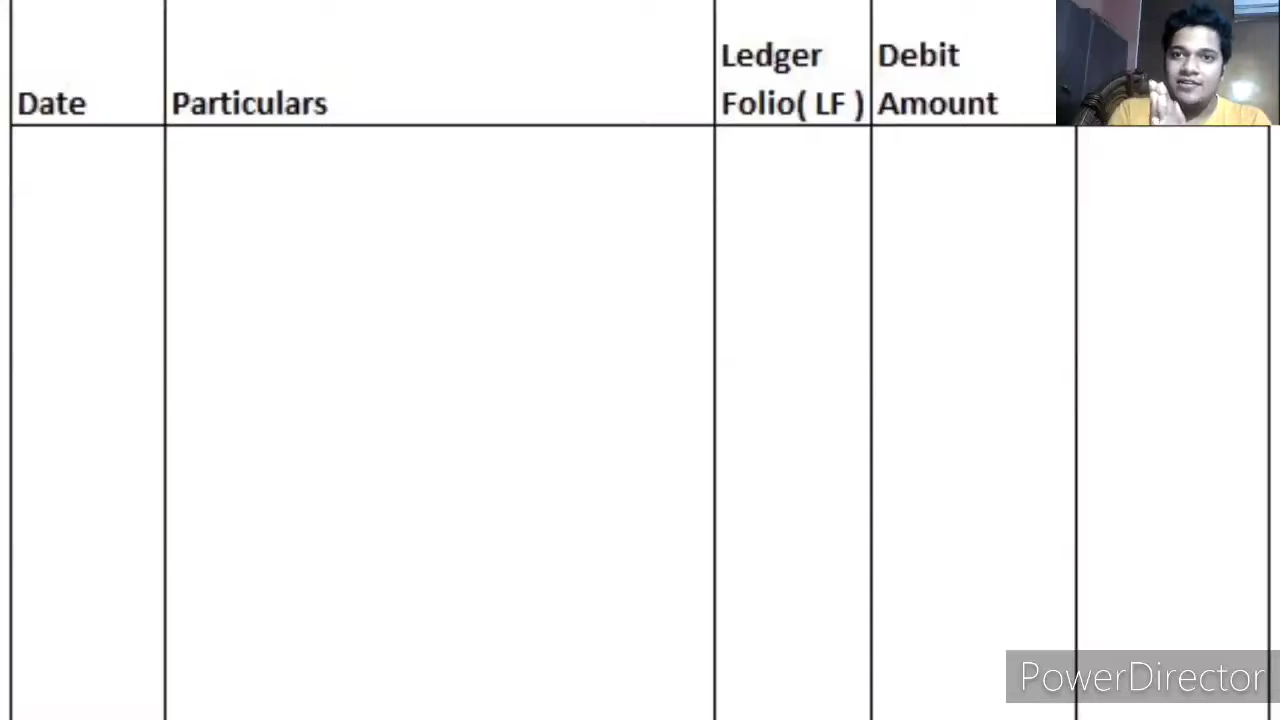 Date
Particulars
Ledger
Folio( LF )
Debit
Amount
PowerDirector